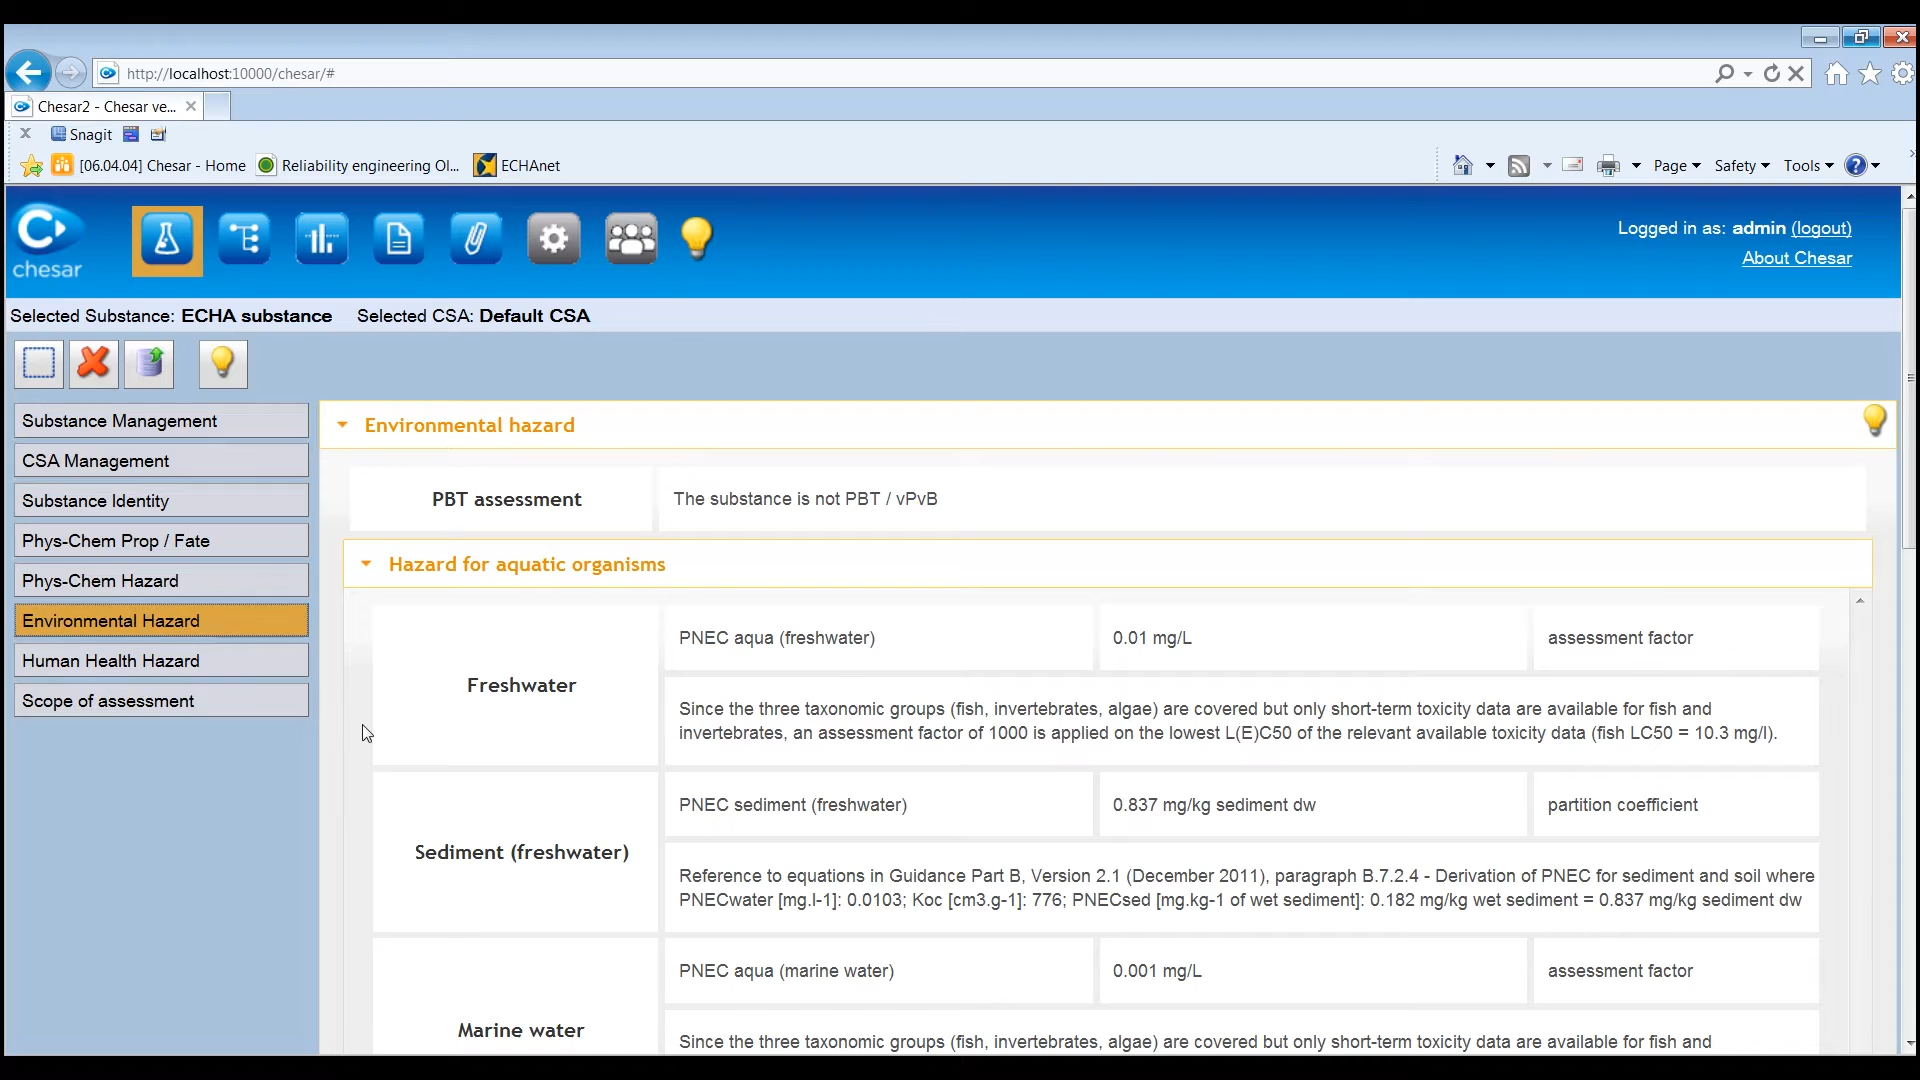 http://localhost:10000/chesar/#
Chesar2 - Chesar ve...
Snagit
[06.04.04] Chesar - Home
Reliability engineering Ol...
ECHAnet
Page
Safety
Tools
chesar
Logged in as: admin (logout)
About Chesar
Selected Substance: ECHA substance Selected CSA: Default CSA
Substance Management
CSA Management
Substance Identity
Phys-Chem Prop / Fate
Phys-Chem Hazard
Environmental Hazard
Human Health Hazard
Scope of assessment
Environmental hazard
PBT assessment
The substance is not PBT / vPvB
Hazard for aquatic organisms
Freshwater
PNEC aqua (freshwater)
0.01 mg/L
assessment factor
Since the three taxonomic groups (fish, invertebrates, algae) are covered but only short-term toxicity data are available for fish and
invertebrates, an assessment factor of 1000 is applied on the lowest L(E)C50 of the relevant available toxicity data (fish LC50 = 10.3 mg/l).
Sediment (freshwater)
PNEC sediment (freshwater)
0.837 mg/kg sediment dw
partition coefficient
Reference to equations in Guidance Part B, Version 2.1 (December 2011), paragraph B.7.2.4 - Derivation of PNEC for sediment and soil where
PNECwater [mg.l-1]: 0.0103; Koc [cm3.g-1]: 776; PNECsed [mg.kg-1 of wet sediment]: 0.182 mg/kg wet sediment = 0.837 mg/kg sediment dw
Marine water
PNEC aqua (marine water)
0.001 mg/L
assessment factor
Since the three taxonomic groups (fish, invertebrates, algae) are covered but only short-term toxicity data are available for fish and